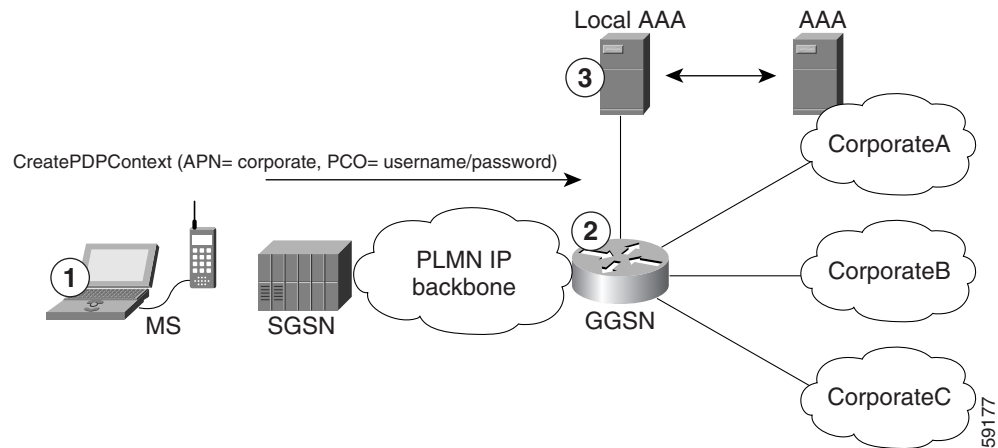 Local AAA
AAA
3
CorporateA
CreatePDPContext (APN= corporate, PCO= username/password)
2
PLMN IP
backbone
1
CorporateB
MS
SGSN
GGSN
CorporateC
59177